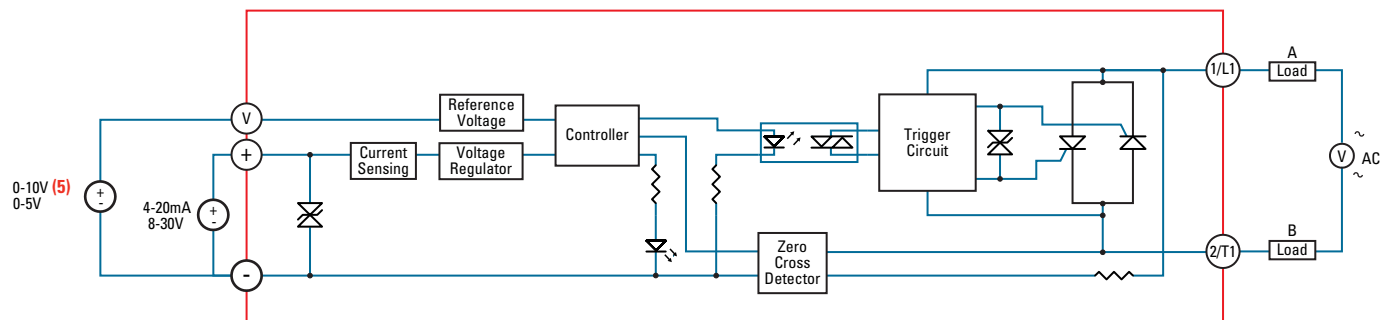 0-10V (5)
0-5V
+
-
4-20mA
8-30V
+
-
V
+
-
Reference
Voltage
Current
Sensing
Voltage
Regulator
Controller
Trigger
Circuit
Zero
Cross
Detector
1/L1
2/T1
A
Load
B
Load
~
V
~
AC